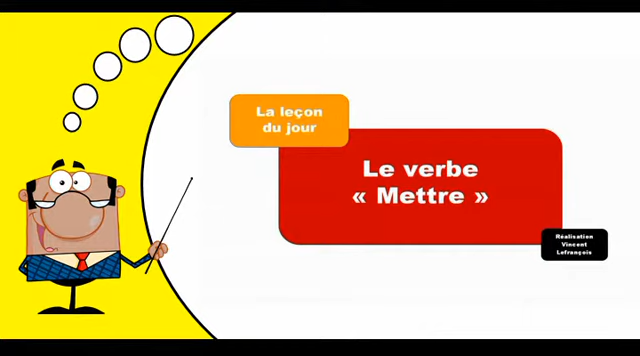 La leçon
du jour
Le verbe
« Mettre »
Réalisation
Vincent
Lefrançois